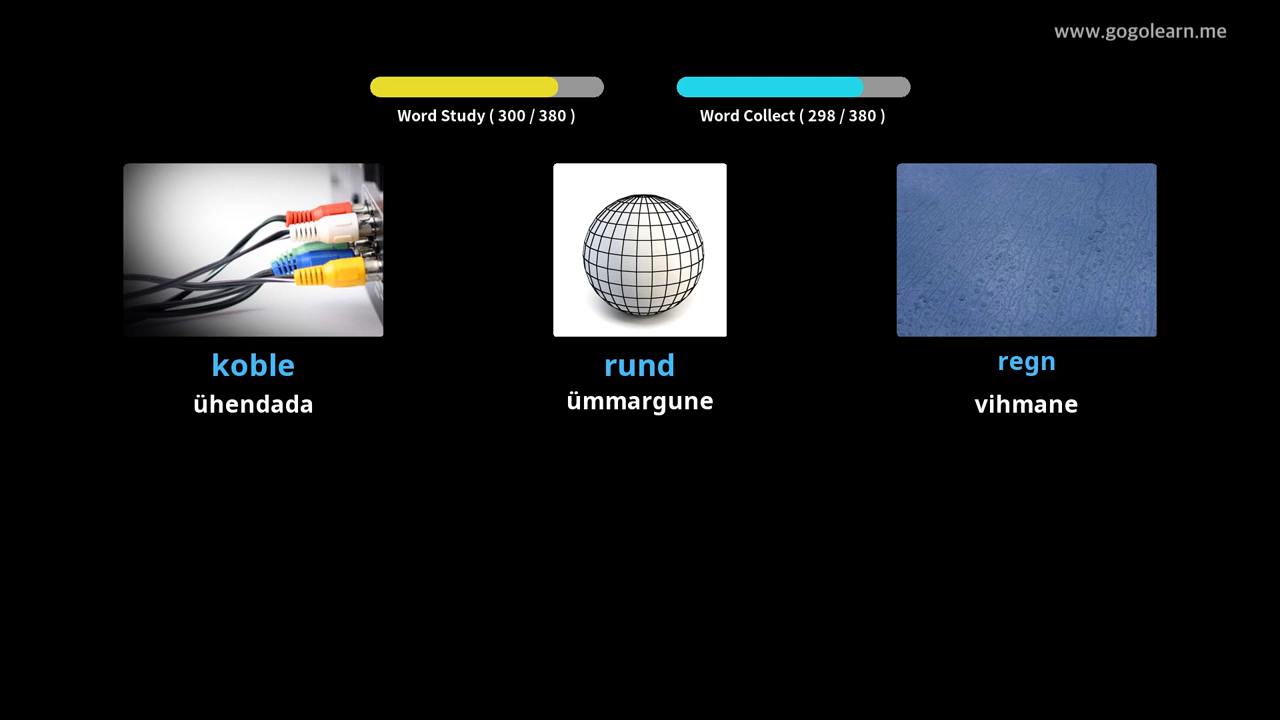 www.gogolearn.me
Word Study ( 300 / 380 )
Word Collect ( 298 / 380 )
koble
ühendada
rund
ümmargune
regn
vihmane